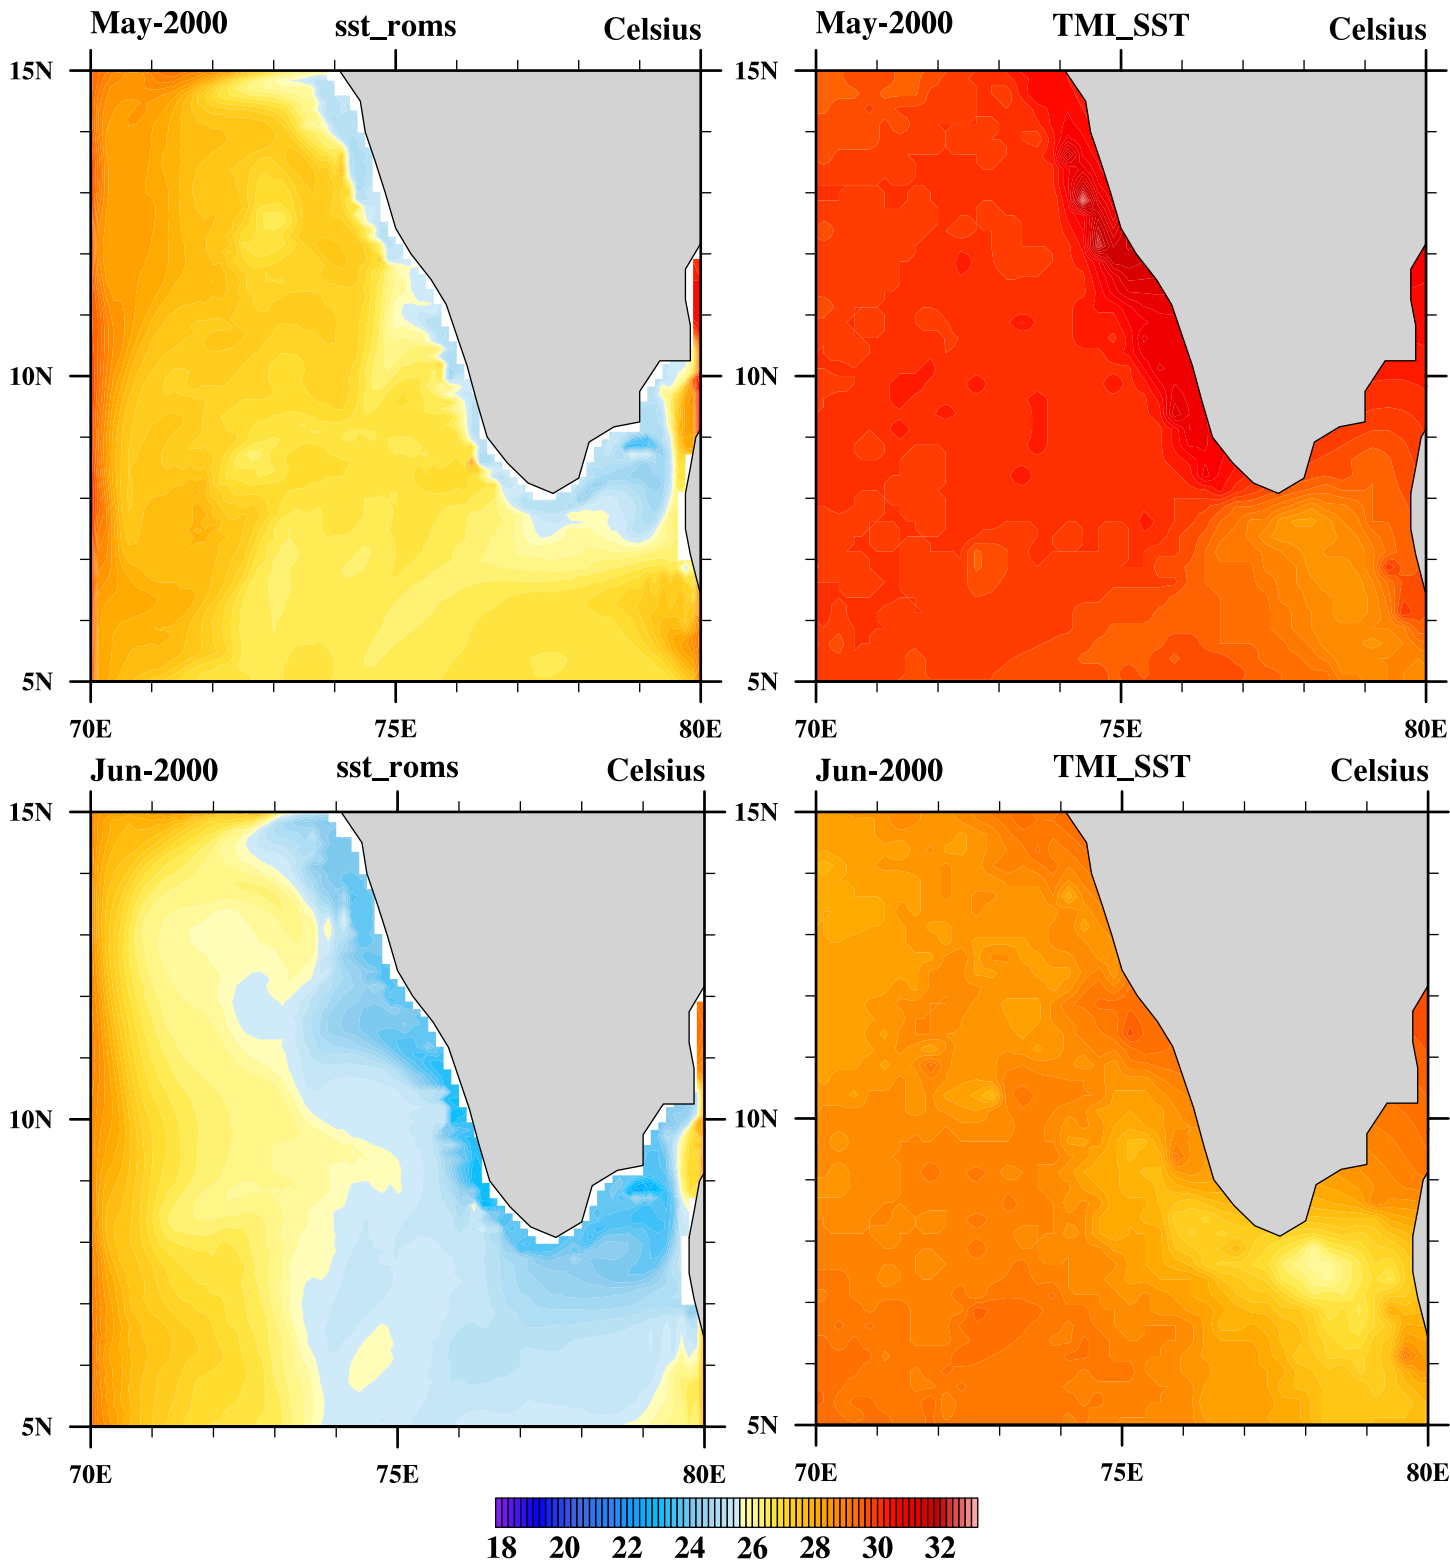 May-2000 sst_roms Celsius
May-2000 TMI_SST Celsius
15N
10N
5N
70E 75E 80E
15N
10N
5N
70E 75E 80E
Jun-2000 sst_roms Celsius
Jun-2000 TMI_SST Celsius
15N
10N
5N
70E 75E 80E
15N
10N
5N
70E 75E 80E
18 20 22 24 26 28 30 32